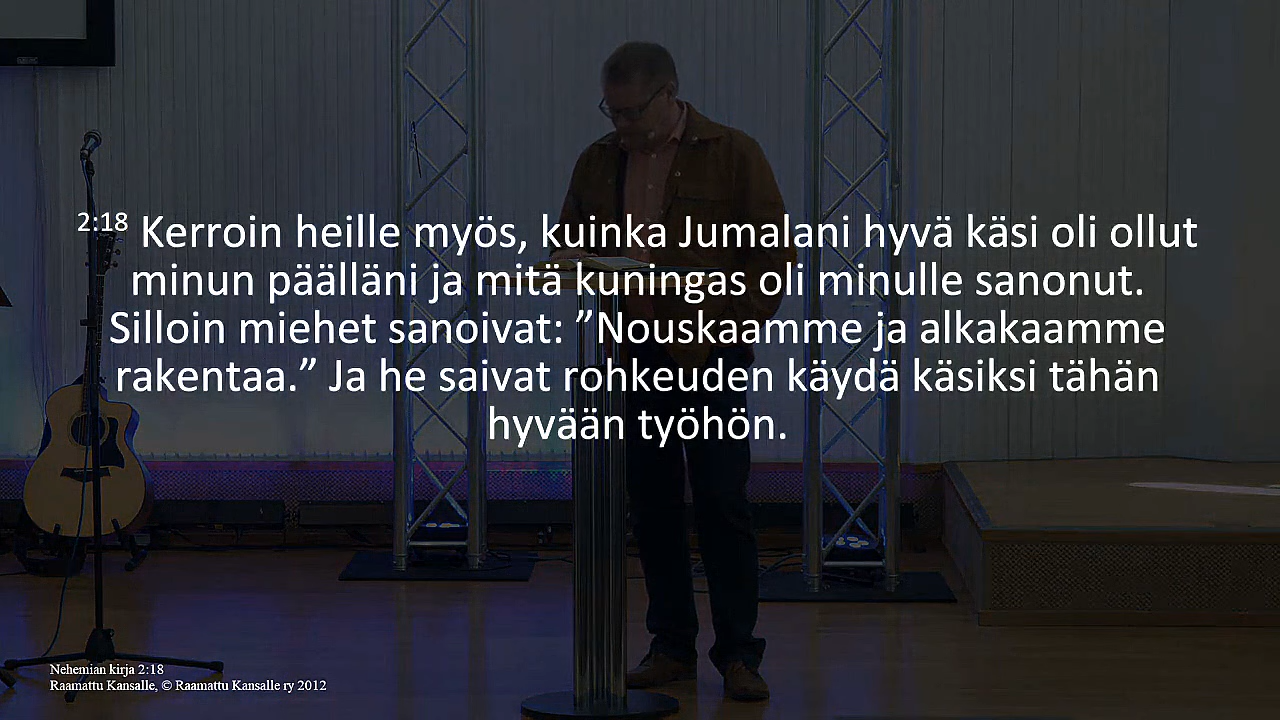 2:18 Kerroin heille myös, kuinka Jumalani hyvä käsi oli ollut
minun päälläni ja mitä kuningas oli minulle sanonut.
Silloin miehet sanoivat: ”Nouskaamme ja alkakaamme
rakentaa.” Ja he saivat rohkeuden käydä käsiksi tähän
hyvään työhön.
Nehemian kirja 2:18
Raamattu Kansalle, © Raamattu Kansalle ry 2012